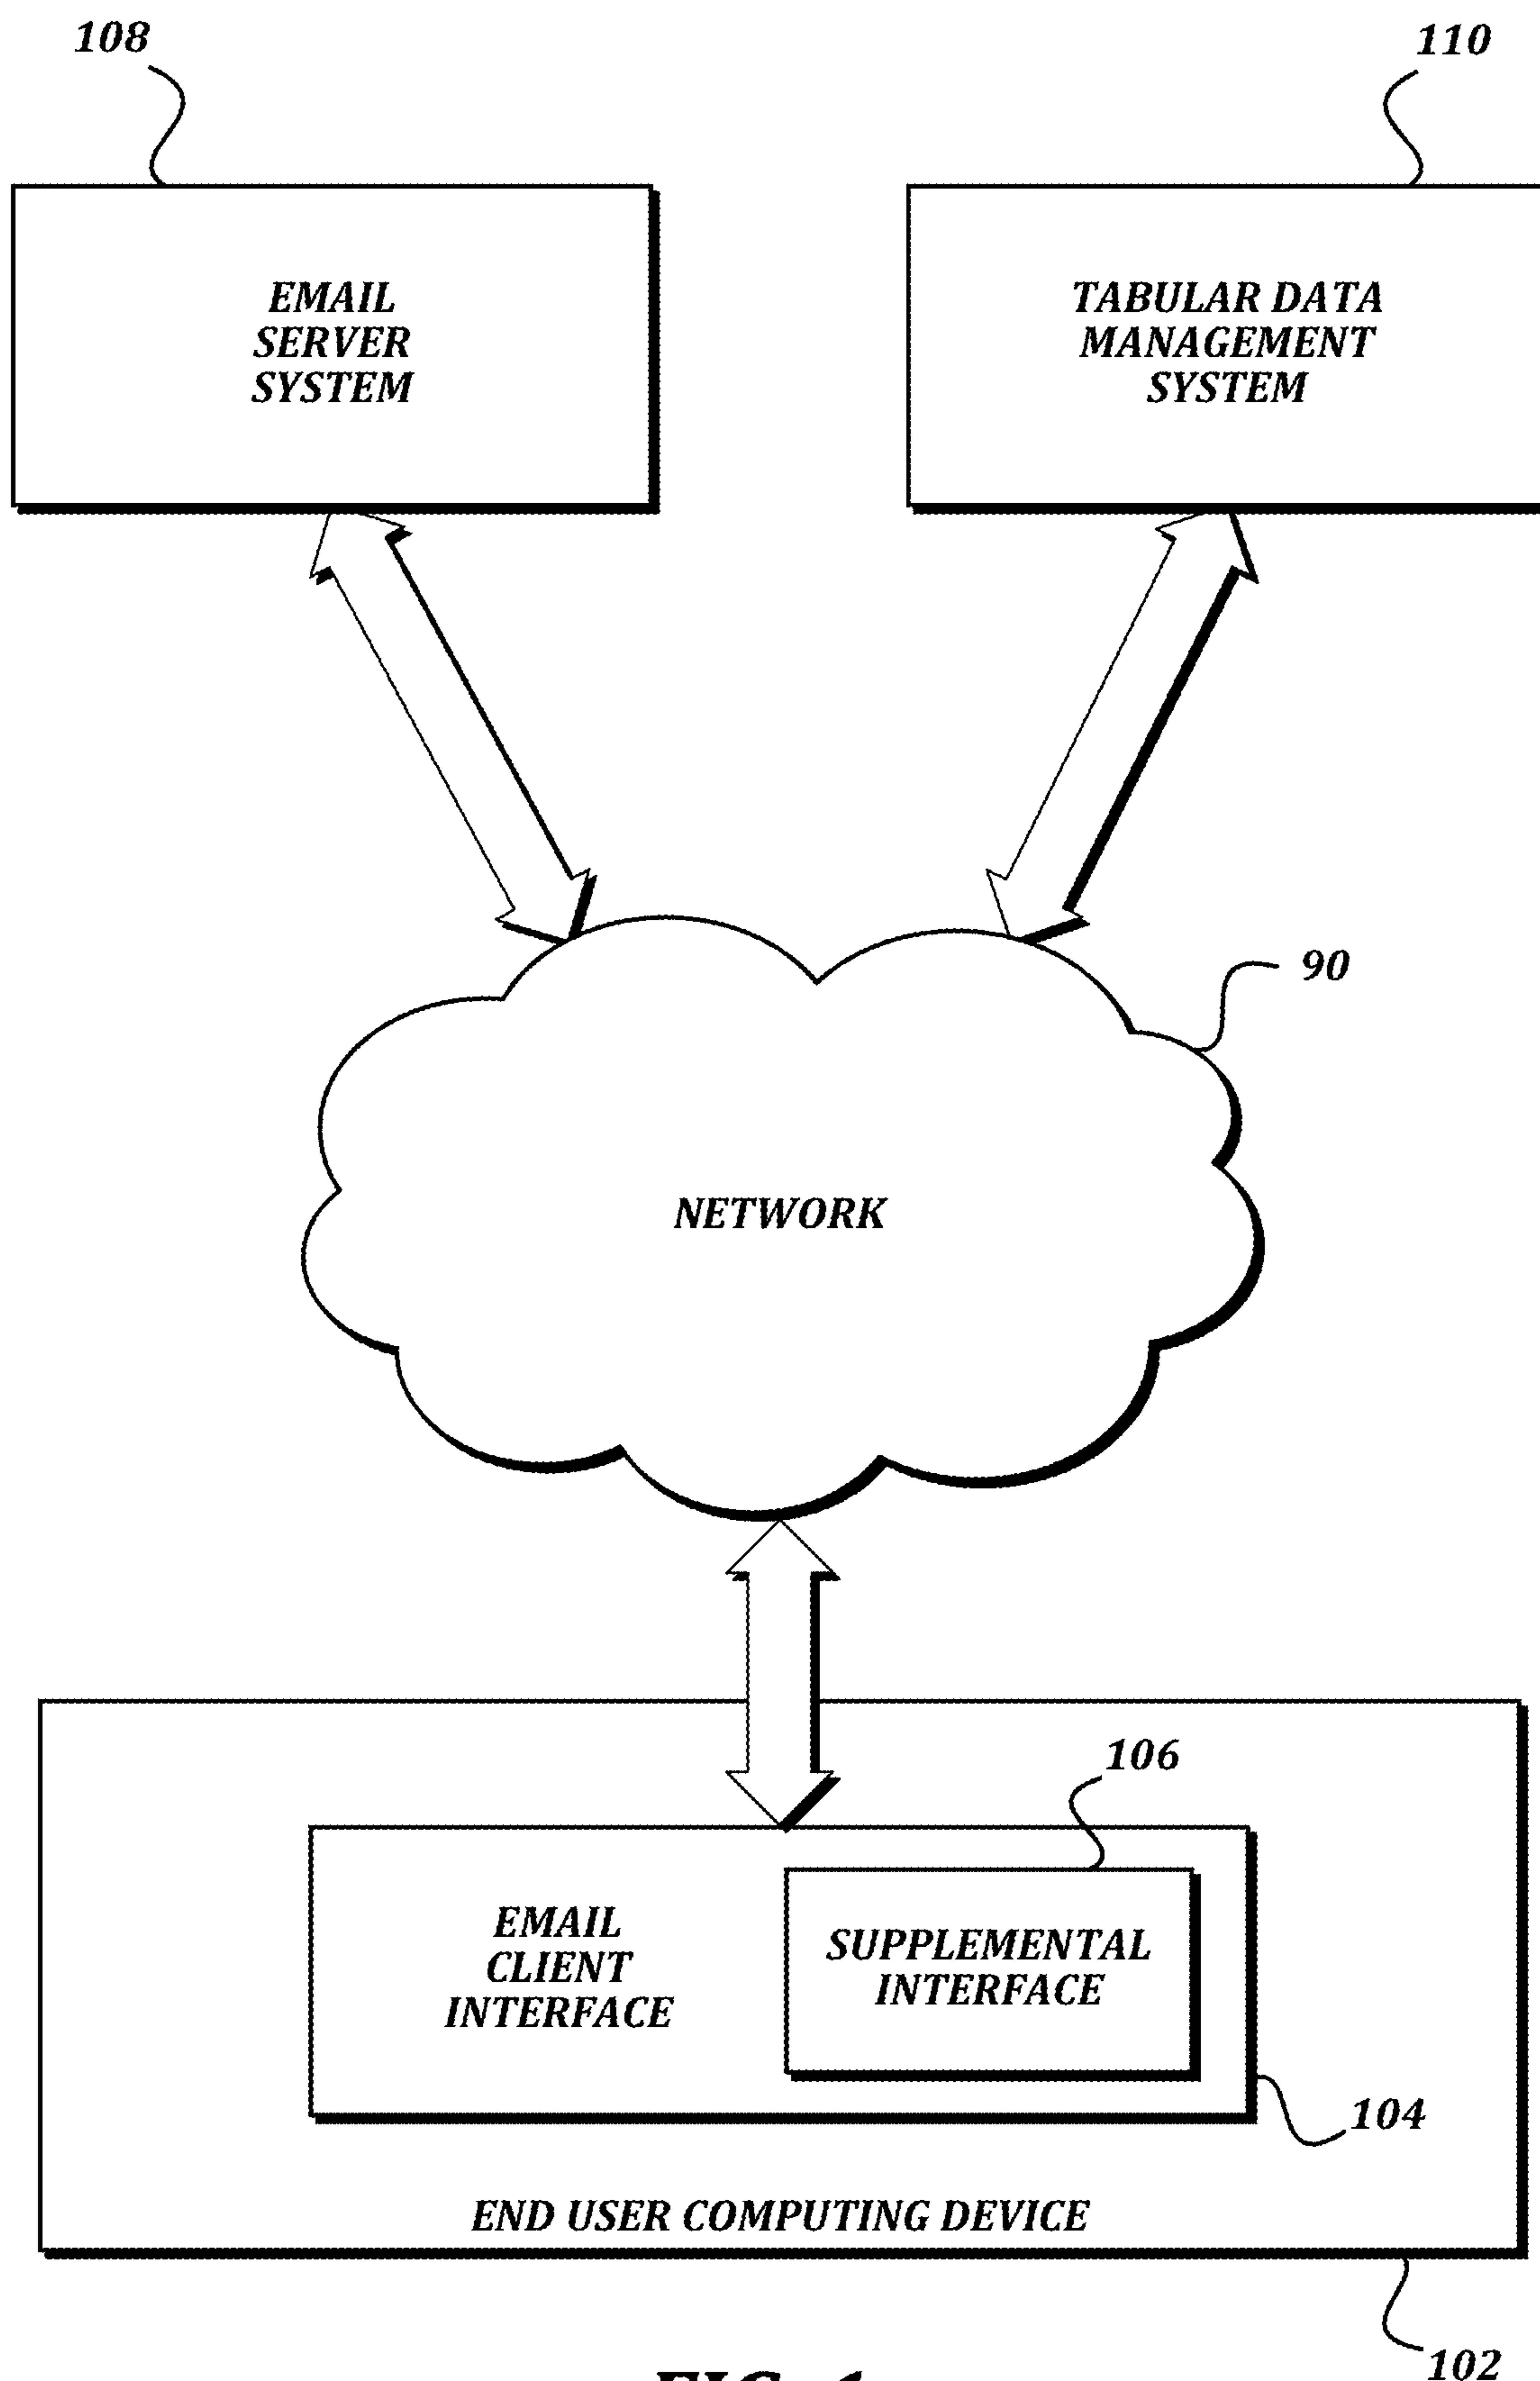 108
110
EMAIL
SERVER
SYSTEM
TABULAR DATA
MANAGEMENT
SYSTEM
90
NETWORK
106
EMAIL
CLIENT
INTERFACE
SUPPLEMENTAL
INTERFACE
104
END USER COMPUTING DEVICE
102